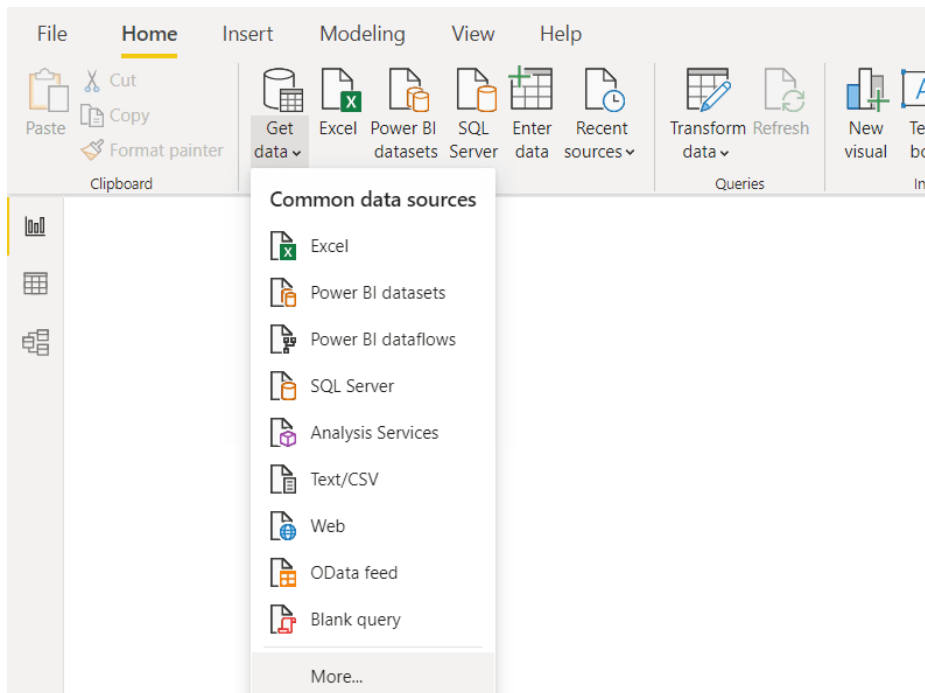 File Home Insert Modeling View Help
Paste
Cut
Copy
Format painter
Clipboard
Get
data
Excel
Power BI
datasets
SQL
Server
Enter
data
Recent
sources
Transform
data
Refresh
Queries
New
visual
Common data sources
Excel
Power BI datasets
Power BI dataflows
SQL Server
Analysis Services
Text/CSV
Web
OData feed
Blank query
More...